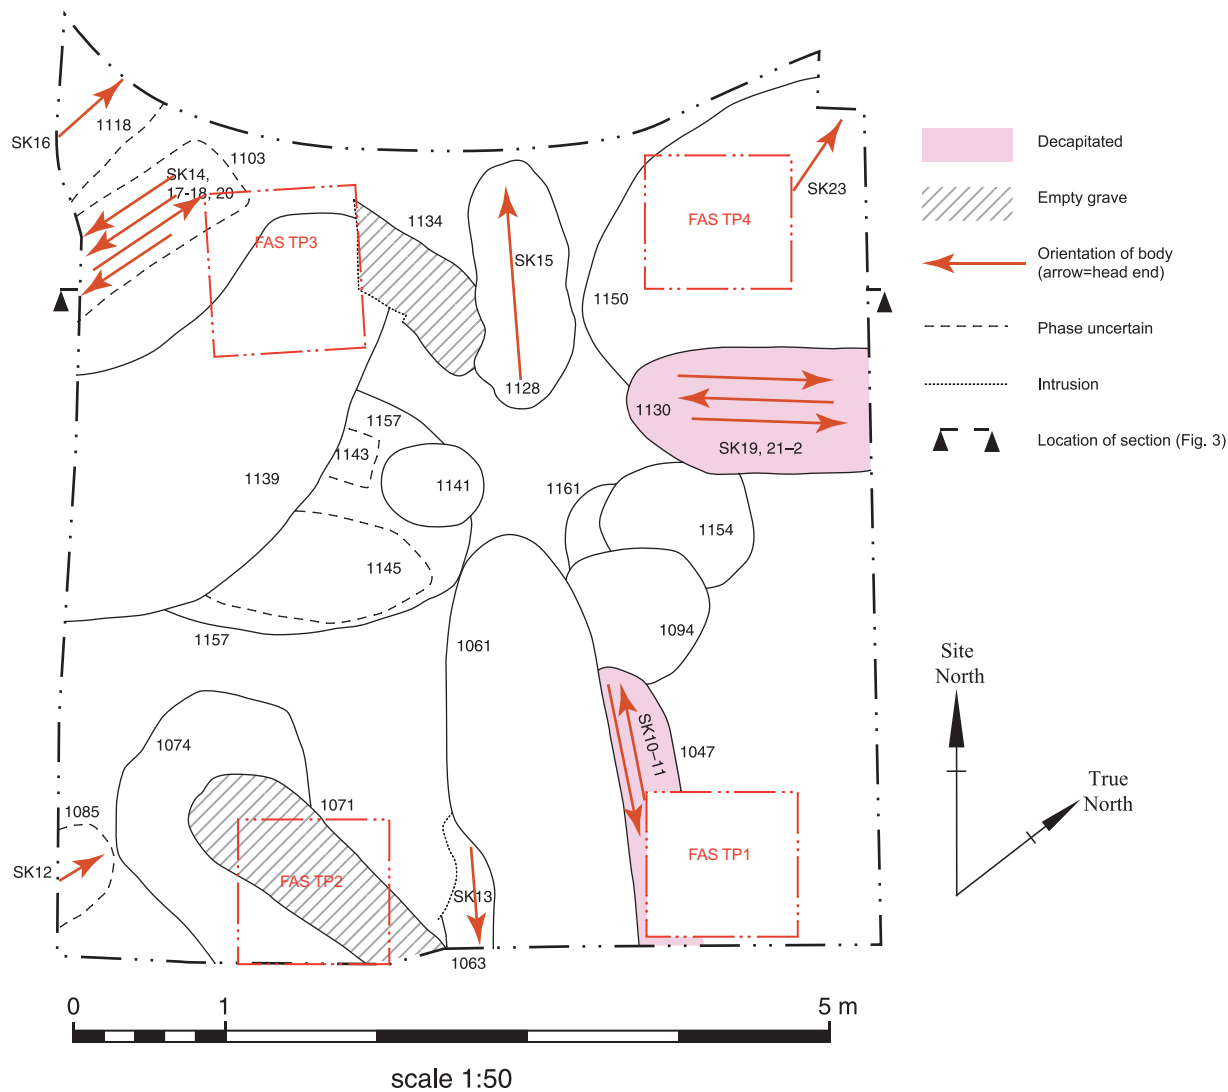 SK16
1118
1103
SK14,
17-18, 20
FAS TP3
1134
SK15
1128
FAS TP4
SK23
1150
1130
SK19, 21–2
1157
1143
1141
1139
1161
1154
1145
1157
1094
1061
SK10–11
1047
1074
1071
1085
SK12
FAS TP2
SK13
FAS TP1
1063
Decapitated
Empty grave
Orientation of body
(arrow=head end)
Phase uncertain
Intrusion
Location of section (Fig. 3)
Site
North
True
North
0 1 5 m
scale 1:50